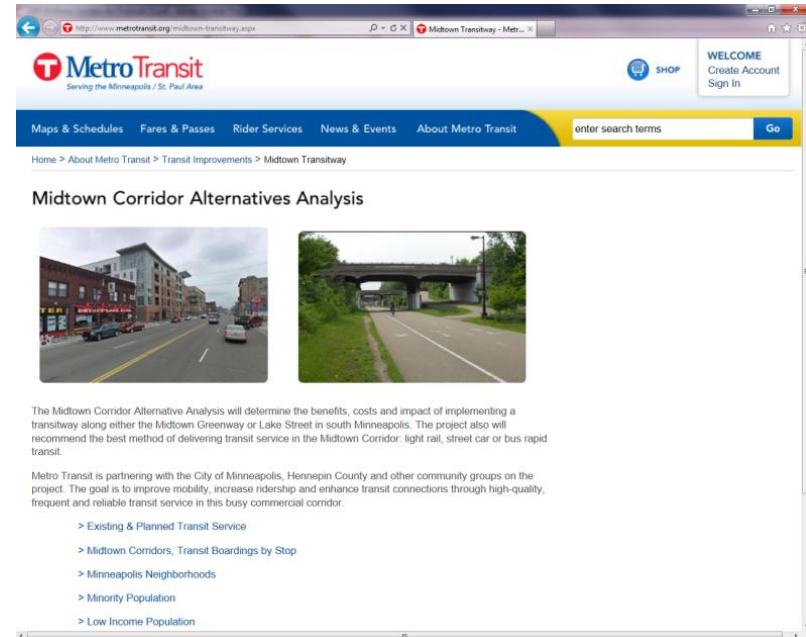 http://www.metrotransit.org/midtown-transitway.aspx
Midtown Transitway - Metr...
MetroTransit
Serving the Minneapolis / St. Paul Area
SHOP
WELCOME
Create Account
Sign In
Maps & Schedules Fares & Passes Rider Services News & Events About Metro Transit
enter search terms Go
Home > About Metro Transit > Transit Improvements > Midtown Transitway
Midtown Corridor Alternatives Analysis
The Midtown Corridor Alternative Analysis will determine the benefits, costs and impact of implementing a
transitway along either the Midtown Greenway or Lake Street in south Minneapolis. The project also will
recommend the best method of delivering transit service in the Midtown Corridor: light rail, street car or bus rapid
transit.
Metro Transit is partnering with the City of Minneapolis, Hennepin County and other community groups on the
project. The goal is to improve mobility, increase ridership and enhance transit connections through high-quality,
frequent and reliable transit service in this busy commercial corridor.
> Existing & Planned Transit Service
> Midtown Corridors, Transit Boardings by Stop
> Minneapolis Neighborhoods
> Minority Population
> Low Income Population